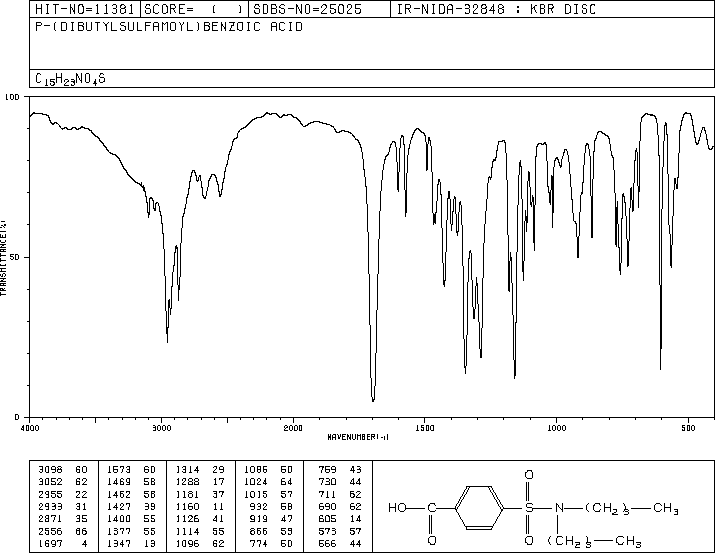 HIT-NO=11381 SCORE= ( ) SDBS-NO=25025 IR-NIDA-32848 : KBR DISC
P-(DIBUTYLSULFAMOYL)BENZOIC ACID
C15H23NO4S
100
50
0
TRANSMITTANCE(%)
4000 3000 2000 1500 1000 500
WAVENUMBER(-1)
3098 60 1573 60 1314 29 1086 50 759 43
3052 62 1469 58 1288 17 1024 64 730 44
2955 22 1462 58 1181 37 1015 57 711 62
2933 31 1427 39 1160 11 932 58 690 62
2871 35 1400 55 1126 41 919 47 605 14
2556 66 1377 55 1114 55 866 53 573 57
1697 4 1347 13 1096 62 774 50 566 44
O
HO C S N (CH2)3 CH3
O O (CH2)3 CH3